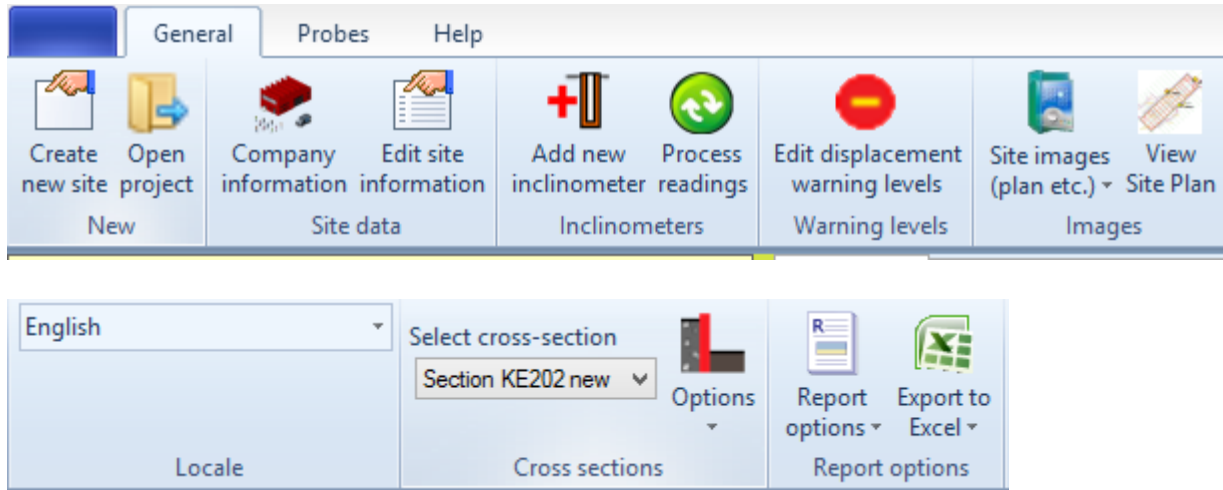 General Probes Help
Create new site
Open project
Company information
Edit site information
Add new inclinometer
Process readings
Edit displacement warning levels
Site images (plan etc.)
View Site Plan
New Site data Inclinometers Warning levels Images
English
Select cross-section
Section KE202 new
Options
Report options
Export to Excel
Locale Cross sections Report options